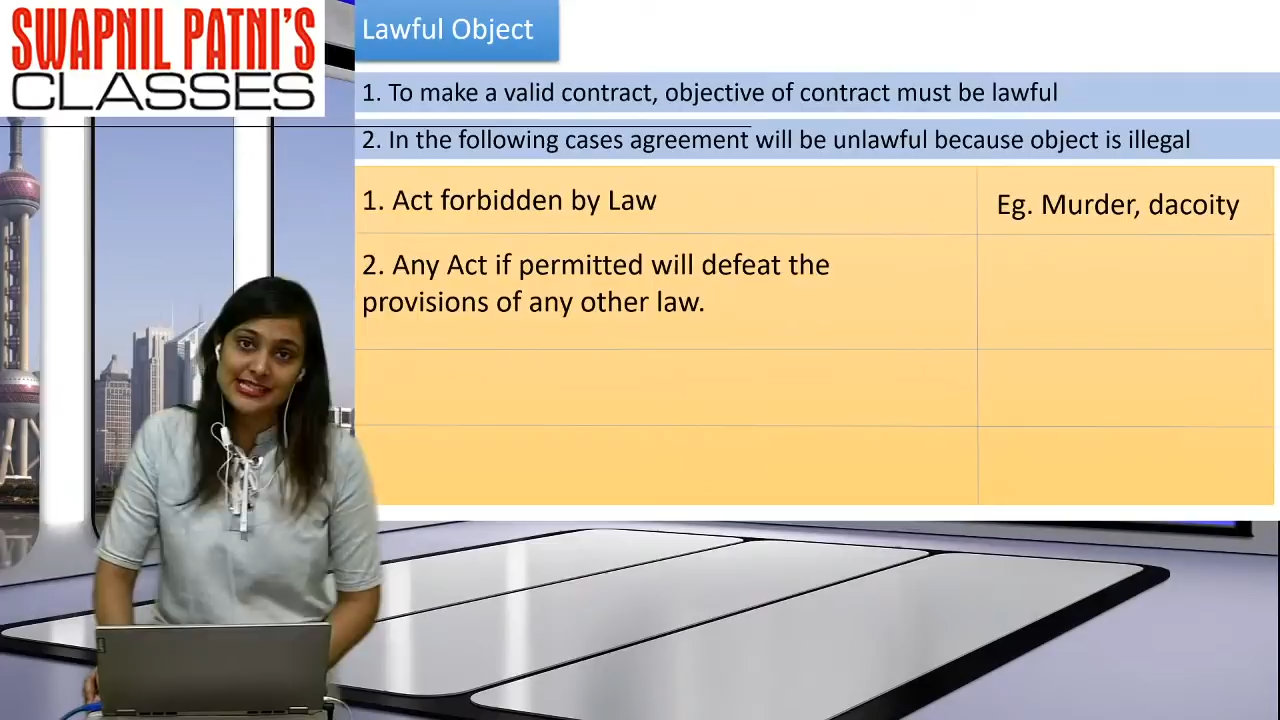 SWAPNIL PATNI'S
CLASSES
Lawful Object
1. To make a valid contract, objective of contract must be lawful
2. In the following cases agreement will be unlawful because object is illegal
1. Act forbidden by Law
Eg. Murder, dacoity
2. Any Act if permitted will defeat the
provisions of any other law.